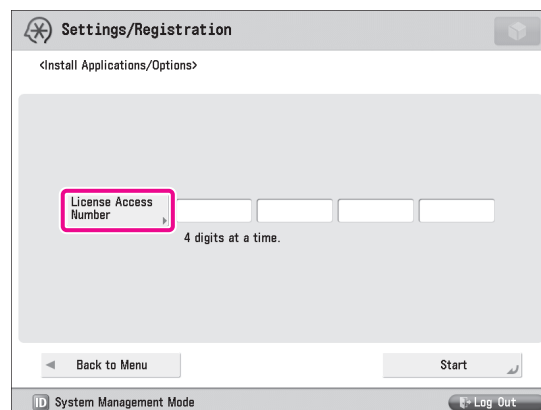 Settings/Registration
<Install Applications/Options>
License Access
Number
4 digits at a time.
Back to Menu
Start
ID System Management Mode
Log Out